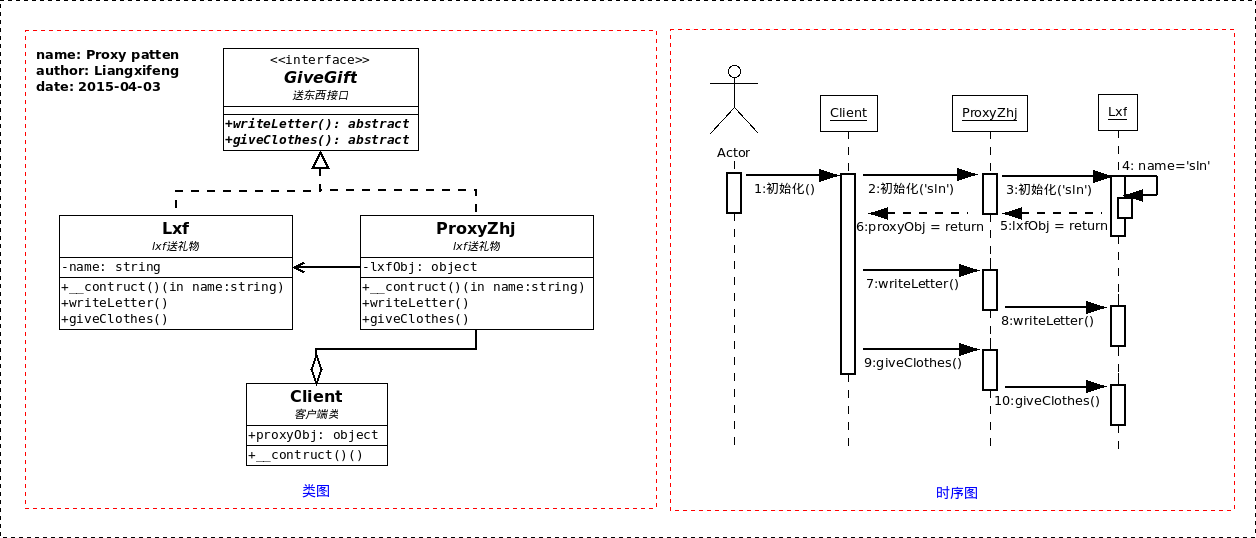 name: Proxy patten
author: Liangxifeng
date: 2015-04-03
<<interface>>
GiveGift
送东西接口
+writeLetter(): abstract
+giveClothes(): abstract
Lxf
lxf送礼物
-name: string
+__contruct()(in name:string)
+writeLetter()
+giveClothes()
ProxyZhj
lxf送礼物
-lxfObj: object
+__contruct()(in name:string)
+writeLetter()
+giveClothes()
Client
客户端类
+proxyObj: object
+__contruct()()
类图
Actor
Client
ProxyZhj
Lxf
1:初始化()
2:初始化('sln')
3:初始化('sln')
4: name='sln'
5:lxfObj = return
6:proxyObj = return
7:writeLetter()
8:writeLetter()
9:giveClothes()
10:giveClothes()
时序图